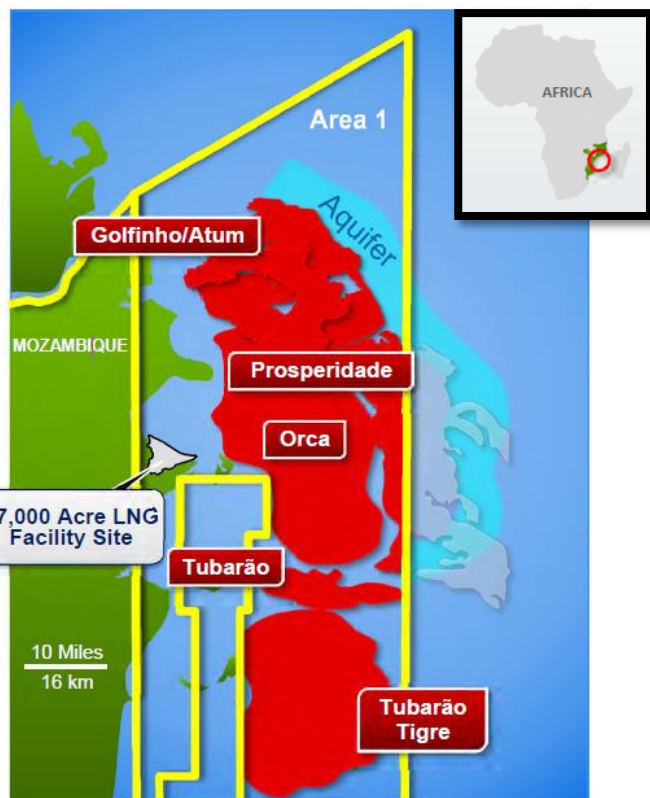 AFRICA
Area 1
Aquifer
Golfinho/Atum
MOZAMBIQUE
Prosperidade
Orca
7,000 Acre LNG
Facility Site
Tubarão
10 Miles
16 km
Tubarão
Tigre